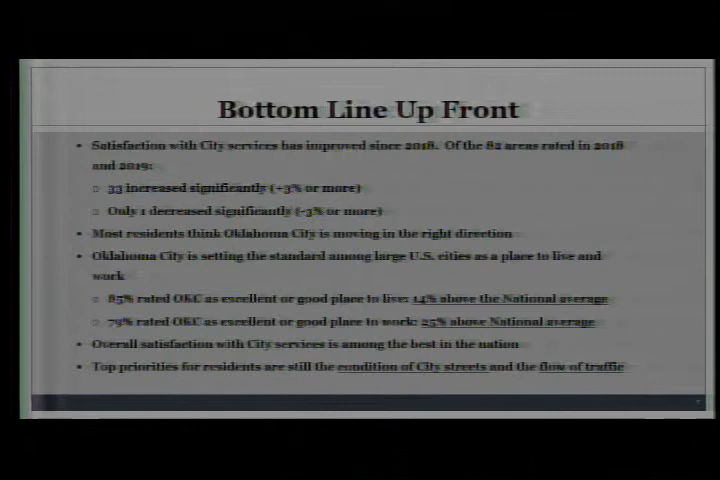 Bottom Line Up Front
• Satisfaction with City services has improved since 2018. Of the 82 areas rated in 2018
and 2019:
o 33 increased significantly (+3% or more)
o Only 1 decreased significantly (-3% or more)
• Most residents think Oklahoma City is moving in the right direction
• Oklahoma City is setting the standard among large U.S. cities as a place to live and
work
o 85% rated OKC as excellent or good place to live: 14% above the National average
o 79% rated OKC as excellent or good place to work: 25% above National average
• Overall satisfaction with City services is among the best in the nation
• Top priorities for residents are still the condition of City streets and the flow of traffic